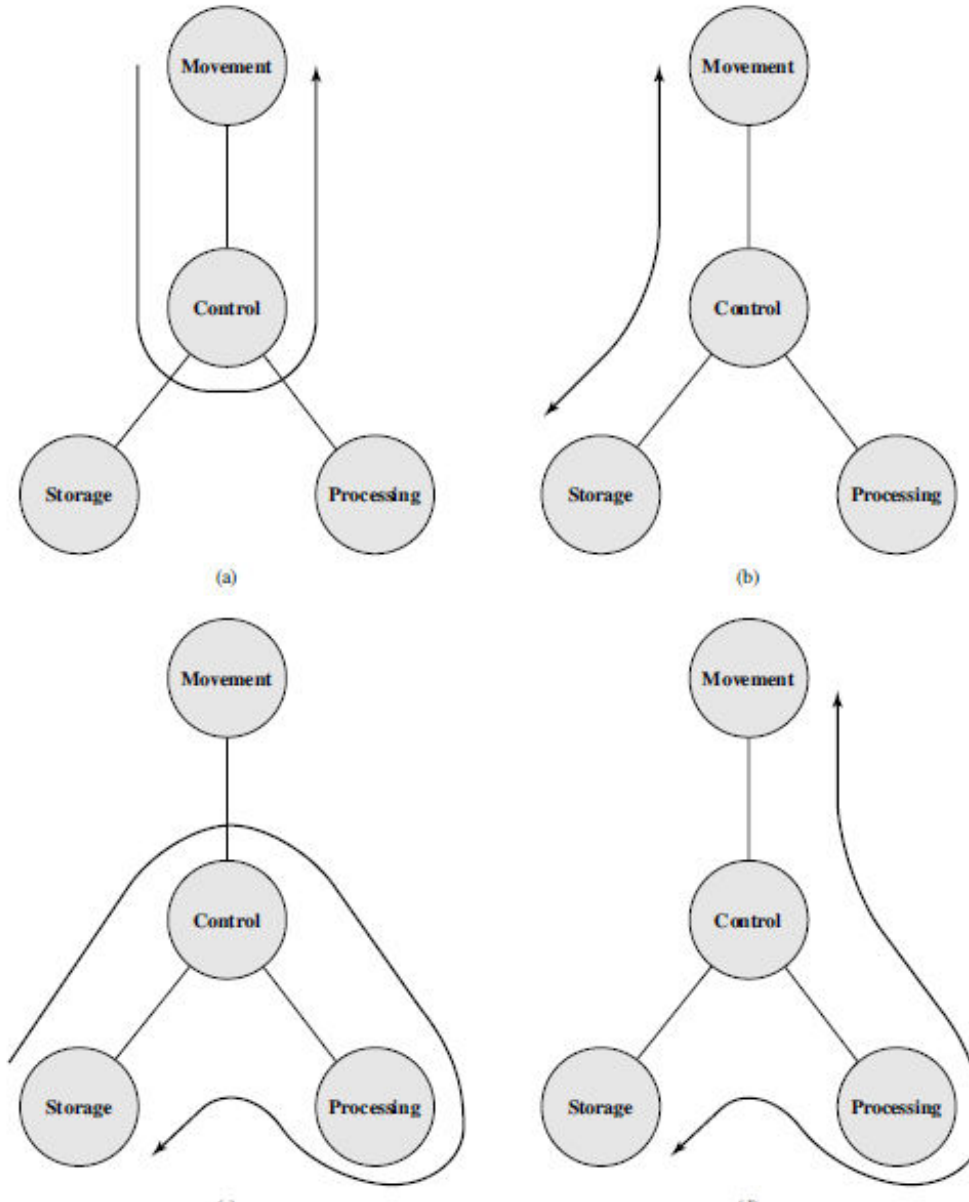 Movement
Movement
Control
Control
Storage
Processing
Storage
Processing
(a)
(b)
Movement
Movement
Control
Control
Storage
Processing
Storage
Processing